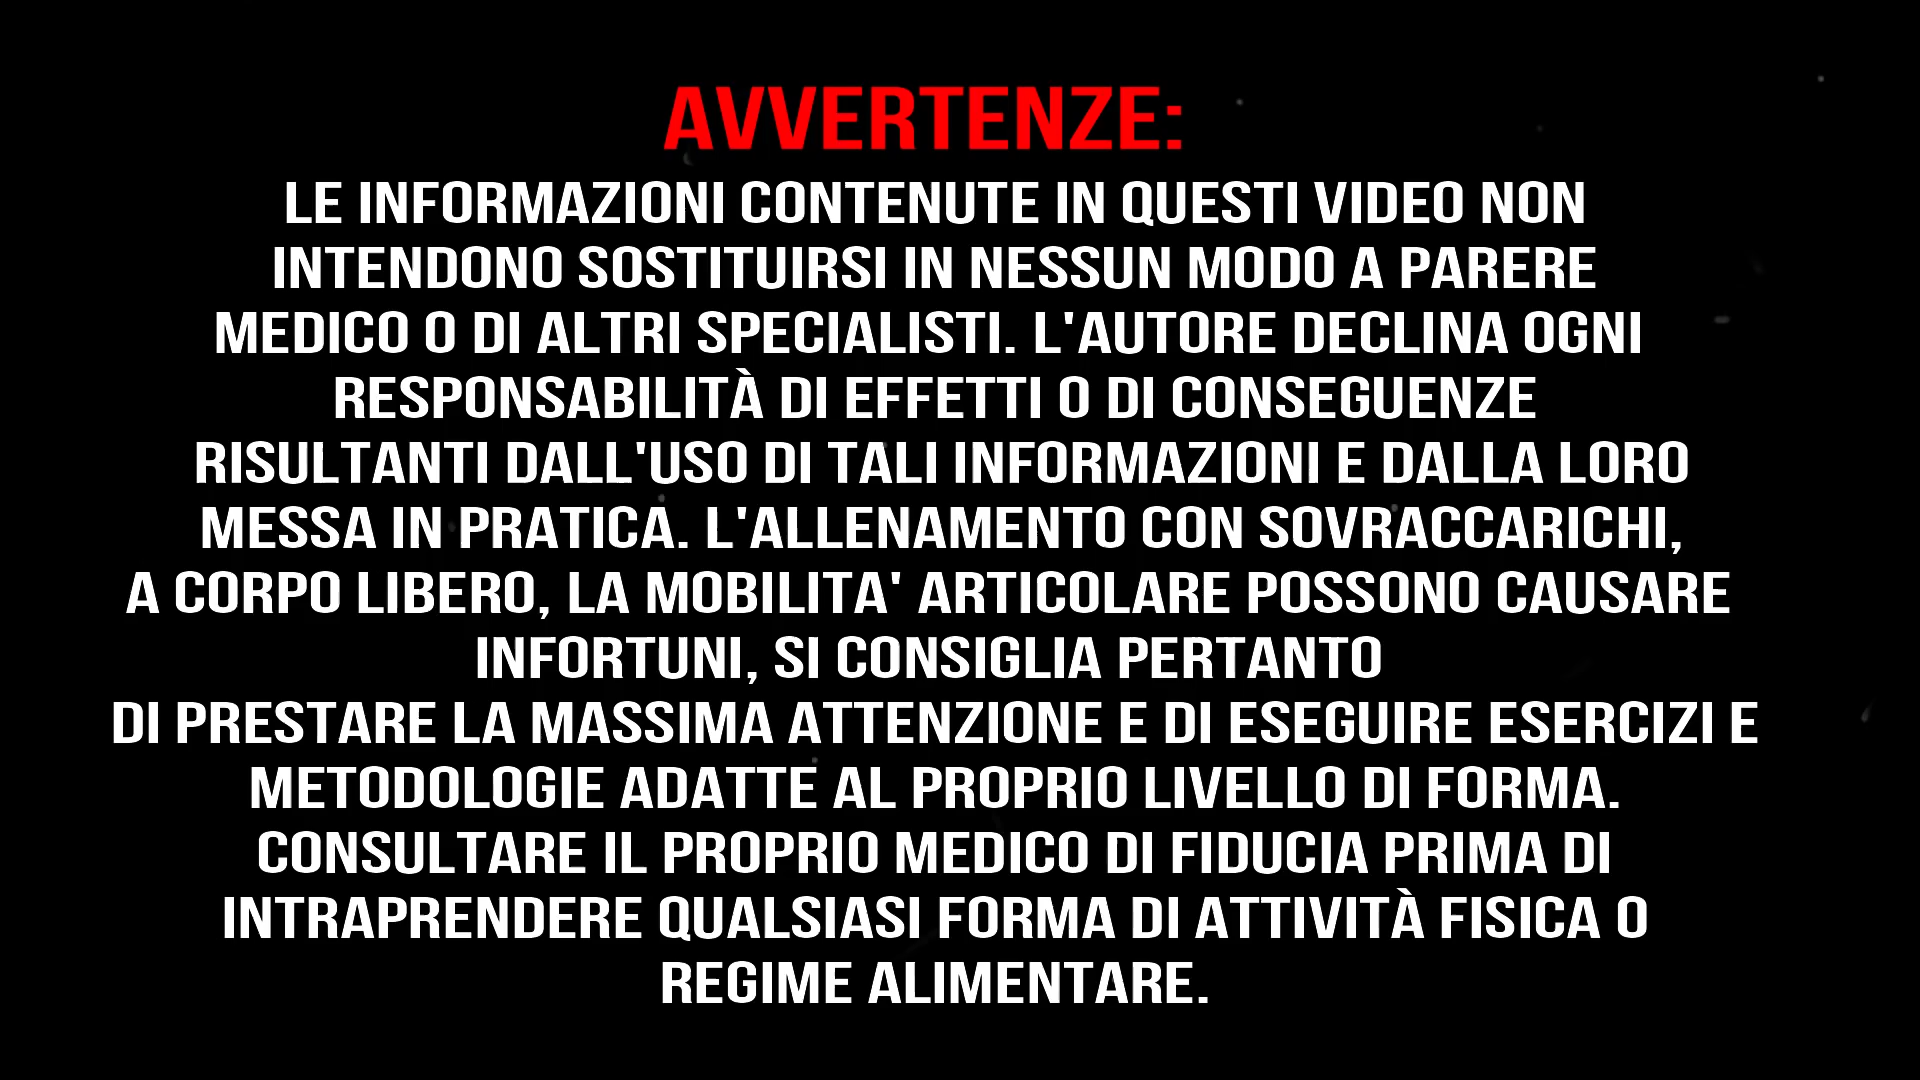 AVVERTENZE:
LE INFORMAZIONI CONTENUTE IN QUESTI VIDEO NON
INTENDONO SOSTITUIRSI IN NESSUN MODO A PARERE
MEDICO O DI ALTRI SPECIALISTI. L'AUTORE DECLINA OGNI
RESPONSABILITÀ DI EFFETTI O DI CONSEGUENZE
RISULTANTI DALL'USO DI TALI INFORMAZIONI E DALLA LORO
MESSA IN PRATICA. L'ALLENAMENTO CON SOVRACCARICHI,
A CORPO LIBERO, LA MOBILITA' ARTICOLARE POSSONO CAUSARE
INFORTUNI, SI CONSIGLIA PERTANTO
DI PRESTARE LA MASSIMA ATTENZIONE E DI ESEGUIRE ESERCIZI E
METODOLOGIE ADATTE AL PROPRIO LIVELLO DI FORMA.
CONSULTARE IL PROPRIO MEDICO DI FIDUCIA PRIMA DI
INTRAPRENDERE QUALSIASI FORMA DI ATTIVITÀ FISICA O
REGIME ALIMENTARE.